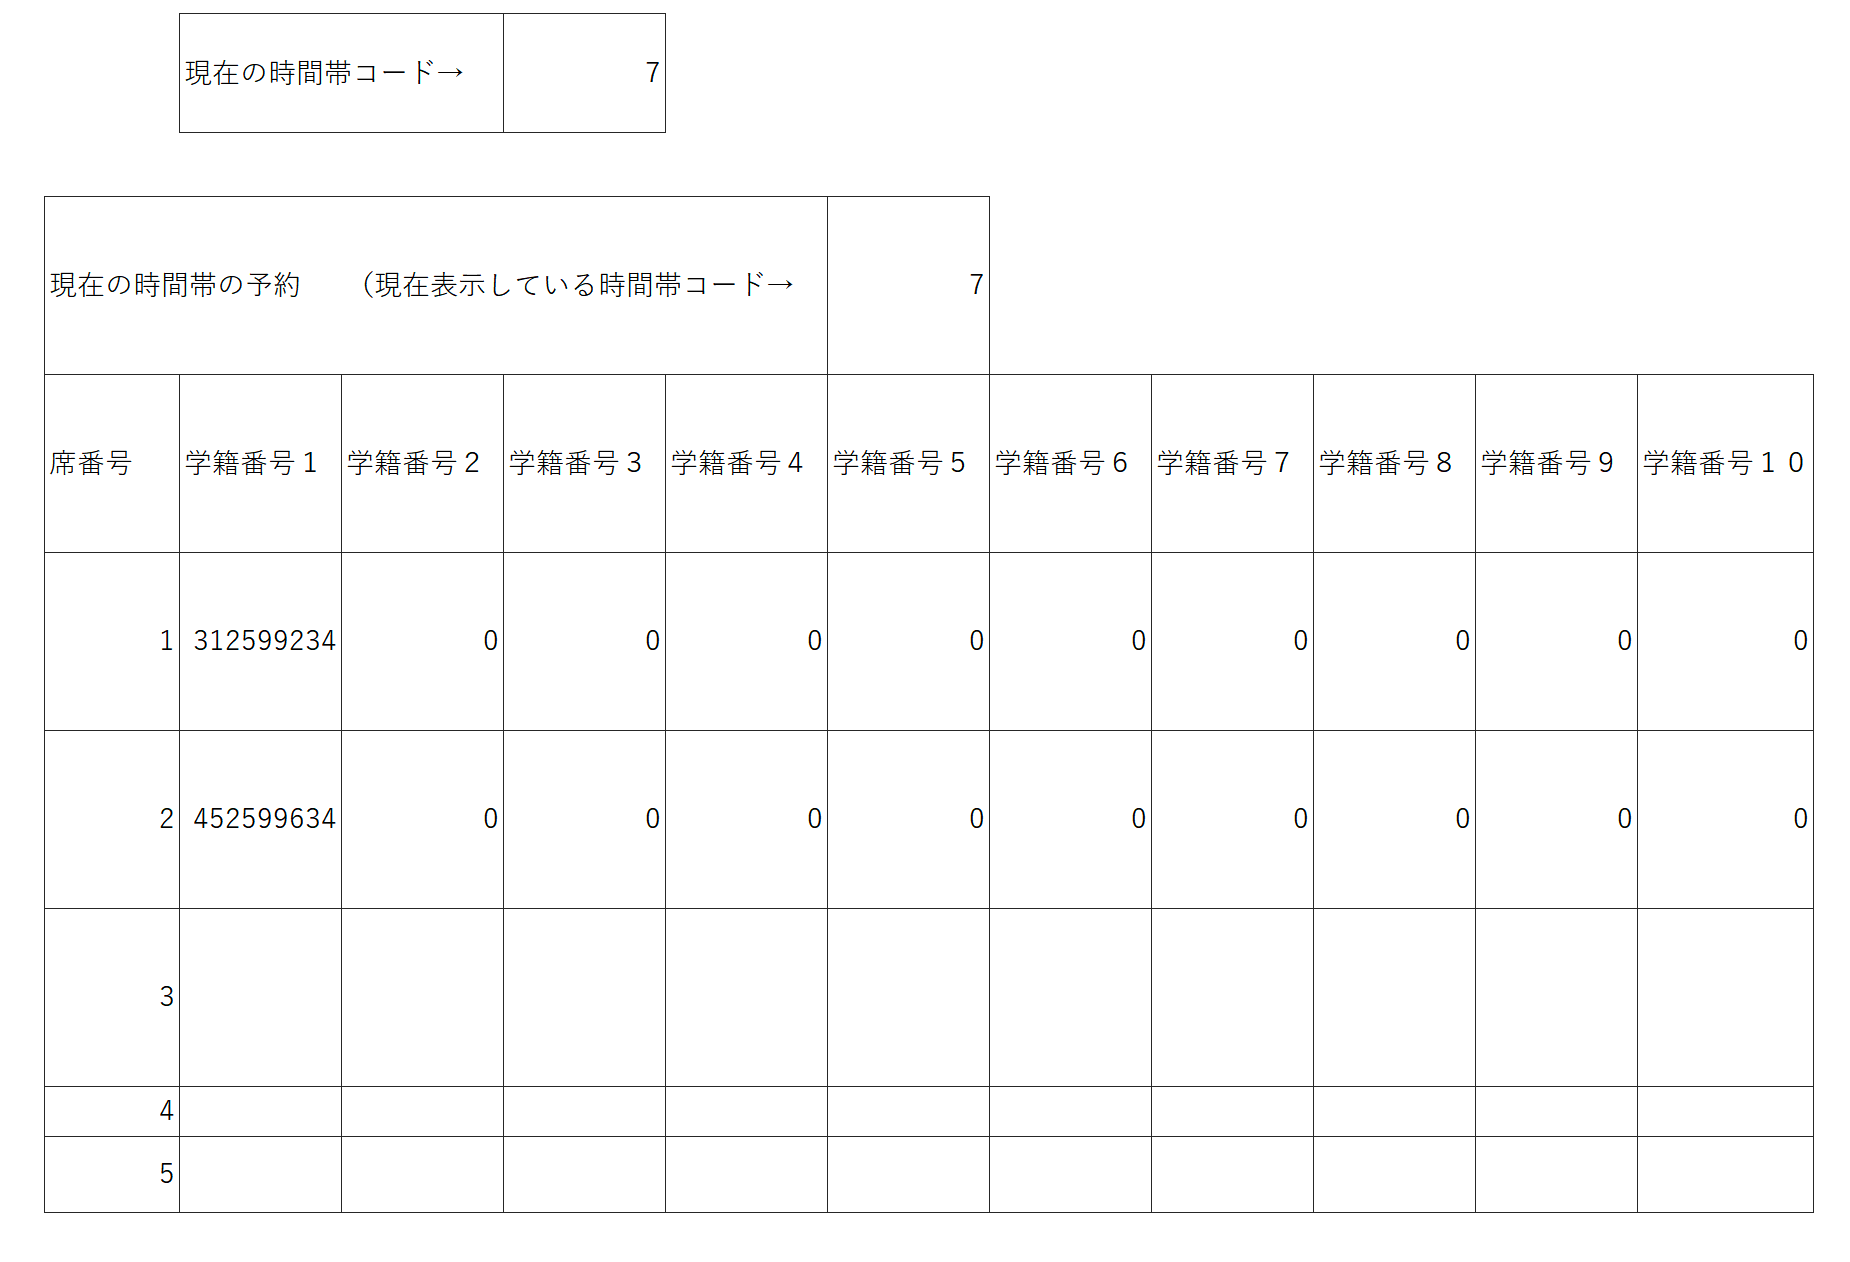 現在の時間帯コード→ 7
現在の時間帯の予約　（現在表示している時間帯コード→ 7
席番号 学籍番号１ 学籍番号２ 学籍番号３ 学籍番号４ 学籍番号５ 学籍番号６ 学籍番号７ 学籍番号８ 学籍番号９ 学籍番号１０
1 312599234 0 0 0 0 0 0 0 0 0
2 452599634 0 0 0 0 0 0 0 0 0
3
4
5